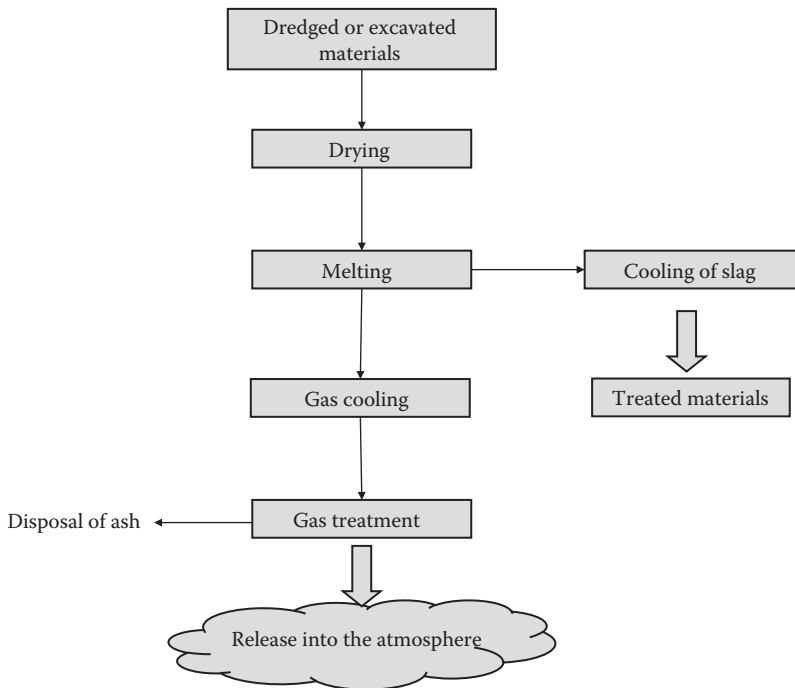 Dredged or excavated
materials
Drying
Melting
Cooling of slag
Gas cooling
Treated materials
Disposal of ash
Gas treatment
Release into the atmosphere